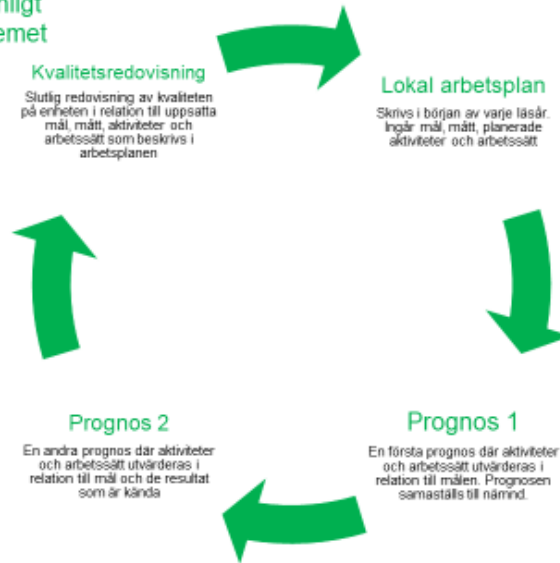 Kvalitetsredovisning
Slutlig redovisning av kvaliteten
på enheten i relation till uppsatta
mål, mått, aktiviteter och
arbetssätt som beskrivs i
arbetsplanen
Lokal arbetsplan
Skrivs i början av varje läsår.
Ingår mål, mått, planerade
aktiviteter och arbetssätt
Prognos 2
En andra prognos där aktiviteter
och arbetssätt utvärderas i
relation till mål och de resultat
som är kända
Prognos 1
En första prognos där aktiviteter
och arbetssätt utvärderas i
relation till målen. Prognosen
samaställs till nämnd.